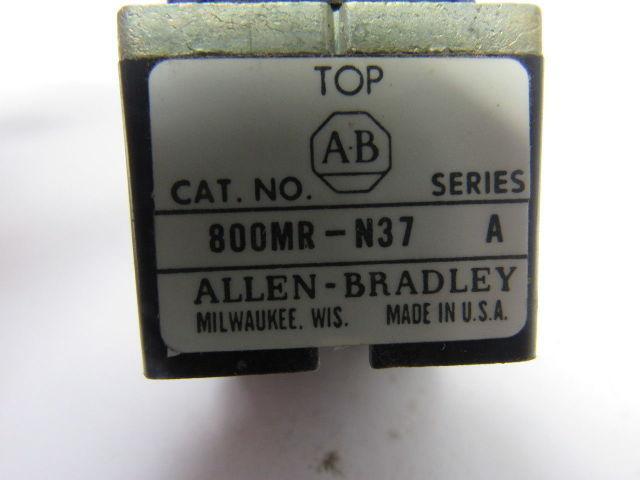 TOP
A·B
CAT. NO. SERIES
800MR-N37 A
ALLEN-BRADLEY
MILWAUKEE, WIS. MADE IN U.S.A.